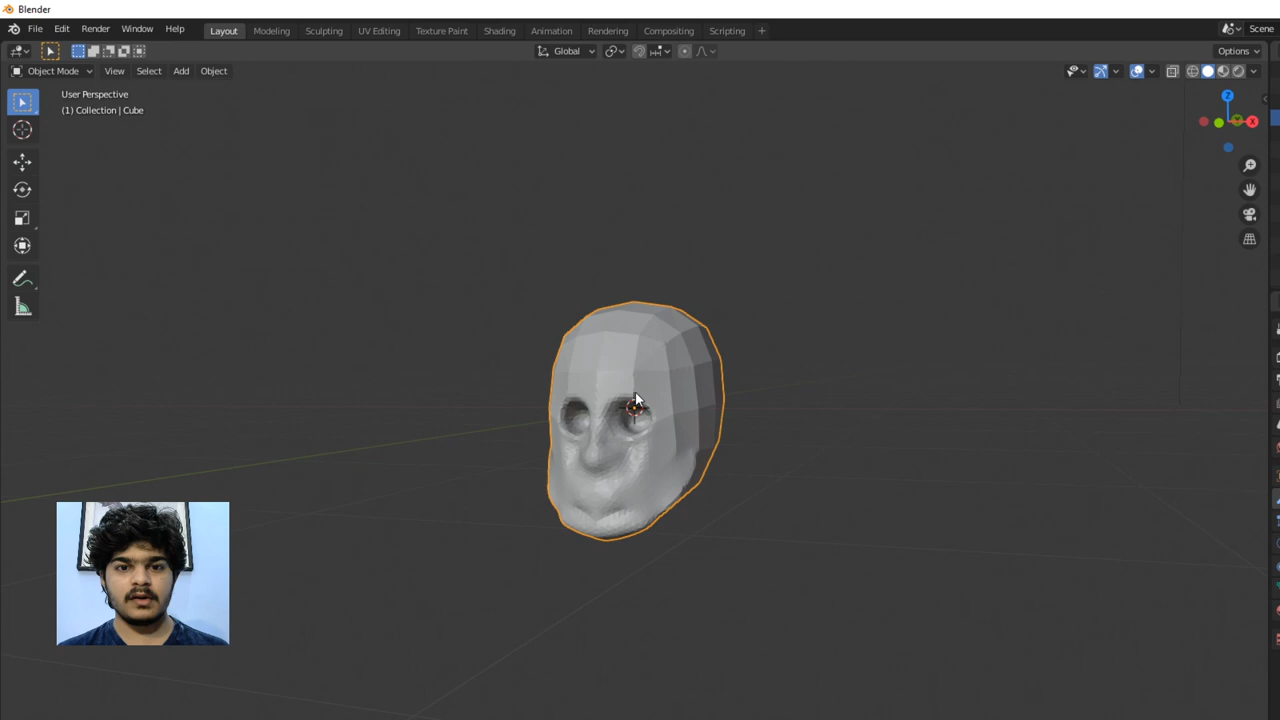 Blender
File Edit Render Window Help Layout Modeling Sculpting UV Editing Texture Paint Shading Animation Rendering Compositing Scripting + Scene
Global Options
Object Mode View Select Add Object
User Perspective
(1) Collection | Cube
Z
Y X